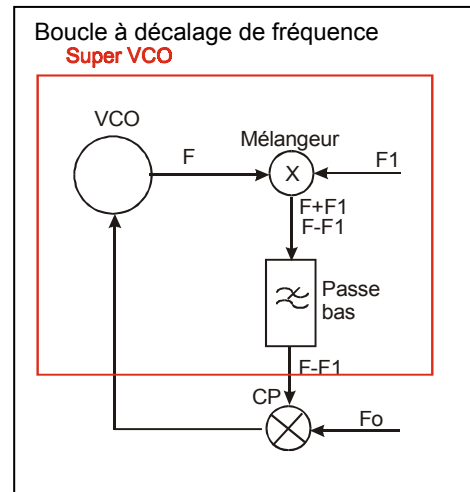 Boucle à décalage de fréquence
Super VCO
VCO
Mélangeur
F
F1
X
F+F1
F-F1
Passe
bas
F-F1
CP
Fo